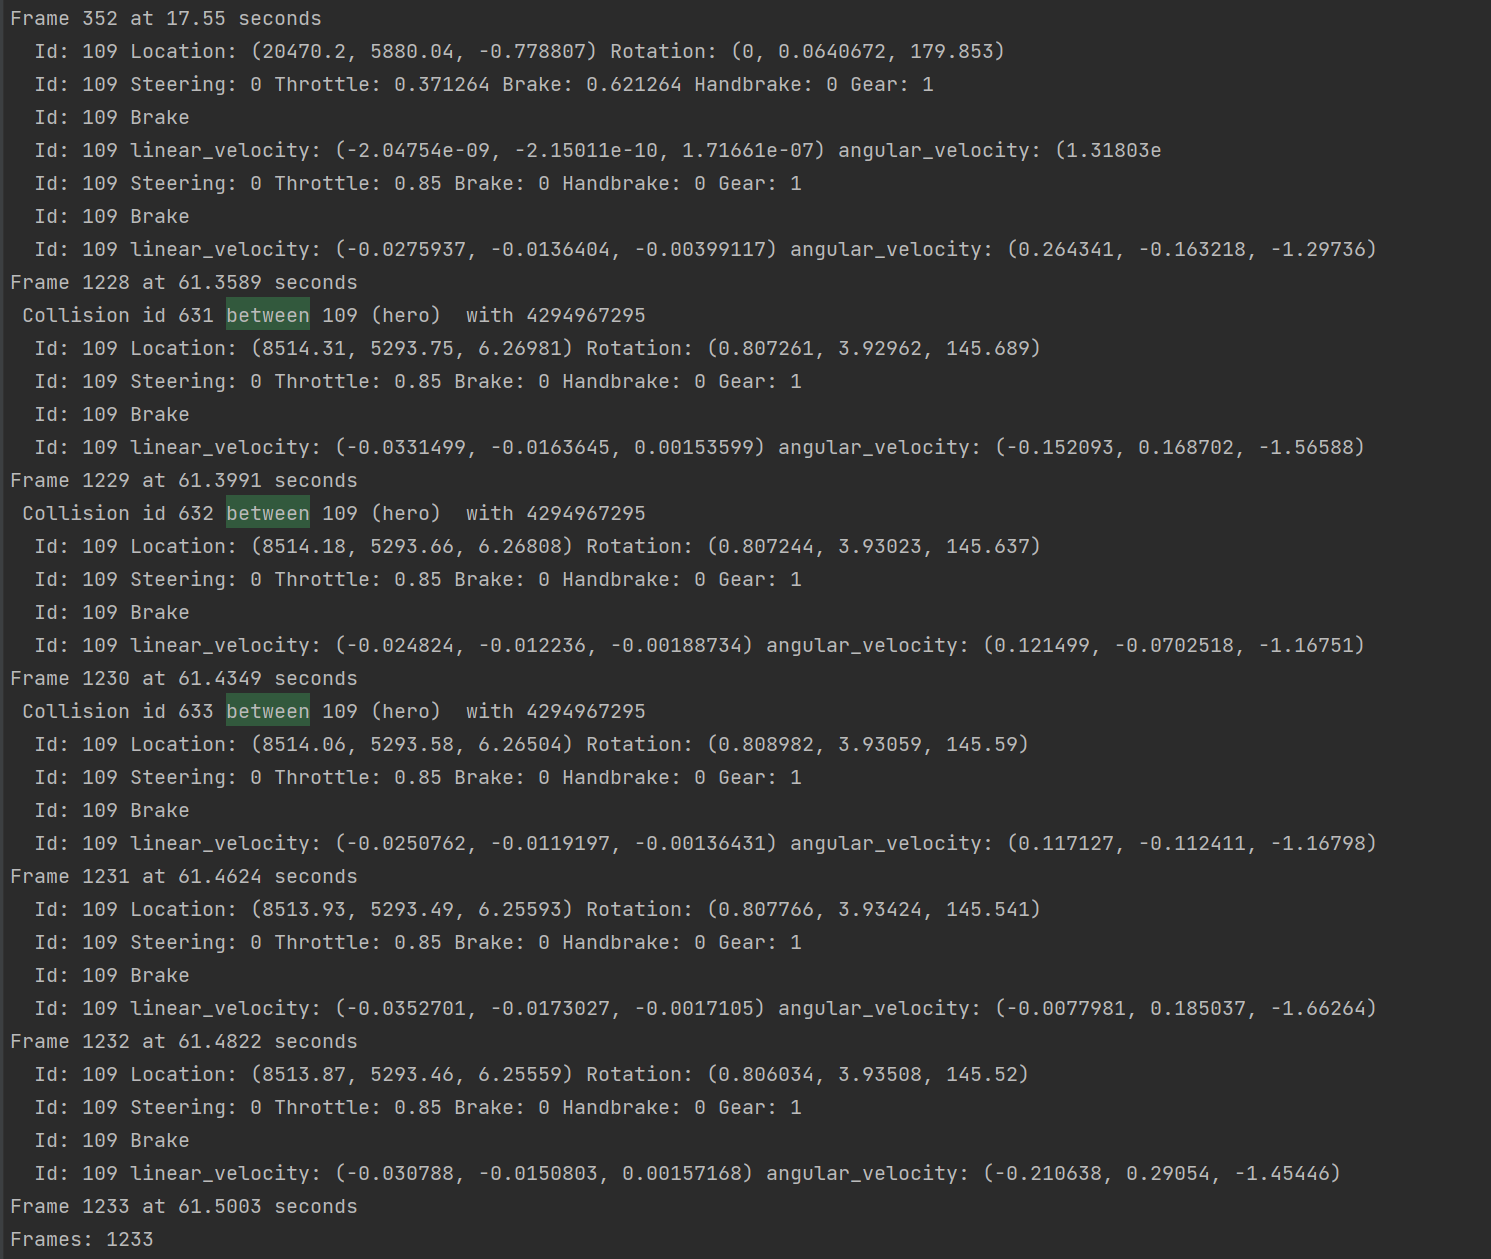 Frame 352 at 17.55 seconds
Id: 109 Location: (20470.2, 5880.04, -0.778807) Rotation: (0, 0.0640672, 179.853)
Id: 109 Steering: 0 Throttle: 0.371264 Brake: 0.621264 Handbrake: 0 Gear: 1
Id: 109 Brake
Id: 109 linear_velocity: (-2.04754e-09, -2.15011e-10, 1.71661e-07) angular_velocity: (1.31803e
Id: 109 Steering: 0 Throttle: 0.85 Brake: 0 Handbrake: 0 Gear: 1
Id: 109 Brake
Id: 109 linear_velocity: (-0.0275937, -0.0136404, -0.00399117) angular_velocity: (0.264341, -0.163218, -1.29736)
Frame 1228 at 61.3589 seconds
Collision id 631 between 109 (hero)  with 4294967295
Id: 109 Location: (8514.31, 5293.75, 6.26981) Rotation: (0.807261, 3.92962, 145.689)
Id: 109 Steering: 0 Throttle: 0.85 Brake: 0 Handbrake: 0 Gear: 1
Id: 109 Brake
Id: 109 linear_velocity: (-0.0331499, -0.0163645, 0.00153599) angular_velocity: (-0.152093, 0.168702, -1.56588)
Frame 1229 at 61.3991 seconds
Collision id 632 between 109 (hero)  with 4294967295
Id: 109 Location: (8514.18, 5293.66, 6.26808) Rotation: (0.807244, 3.93023, 145.637)
Id: 109 Steering: 0 Throttle: 0.85 Brake: 0 Handbrake: 0 Gear: 1
Id: 109 Brake
Id: 109 linear_velocity: (-0.024824, -0.012236, -0.00188734) angular_velocity: (0.121499, -0.0702518, -1.16751)
Frame 1230 at 61.4349 seconds
Collision id 633 between 109 (hero)  with 4294967295
Id: 109 Location: (8514.06, 5293.58, 6.26504) Rotation: (0.808982, 3.93059, 145.59)
Id: 109 Steering: 0 Throttle: 0.85 Brake: 0 Handbrake: 0 Gear: 1
Id: 109 Brake
Id: 109 linear_velocity: (-0.0250762, -0.0119197, -0.00136431) angular_velocity: (0.117127, -0.112411, -1.16798)
Frame 1231 at 61.4624 seconds
Id: 109 Location: (8513.93, 5293.49, 6.25593) Rotation: (0.807766, 3.93424, 145.541)
Id: 109 Steering: 0 Throttle: 0.85 Brake: 0 Handbrake: 0 Gear: 1
Id: 109 Brake
Id: 109 linear_velocity: (-0.0352701, -0.0173027, -0.0017105) angular_velocity: (-0.0077981, 0.185037, -1.66264)
Frame 1232 at 61.4822 seconds
Id: 109 Location: (8513.87, 5293.46, 6.25559) Rotation: (0.806034, 3.93508, 145.52)
Id: 109 Steering: 0 Throttle: 0.85 Brake: 0 Handbrake: 0 Gear: 1
Id: 109 Brake
Id: 109 linear_velocity: (-0.030788, -0.0150803, 0.00157168) angular_velocity: (-0.210638, 0.29054, -1.45446)
Frame 1233 at 61.5003 seconds
Frames: 1233